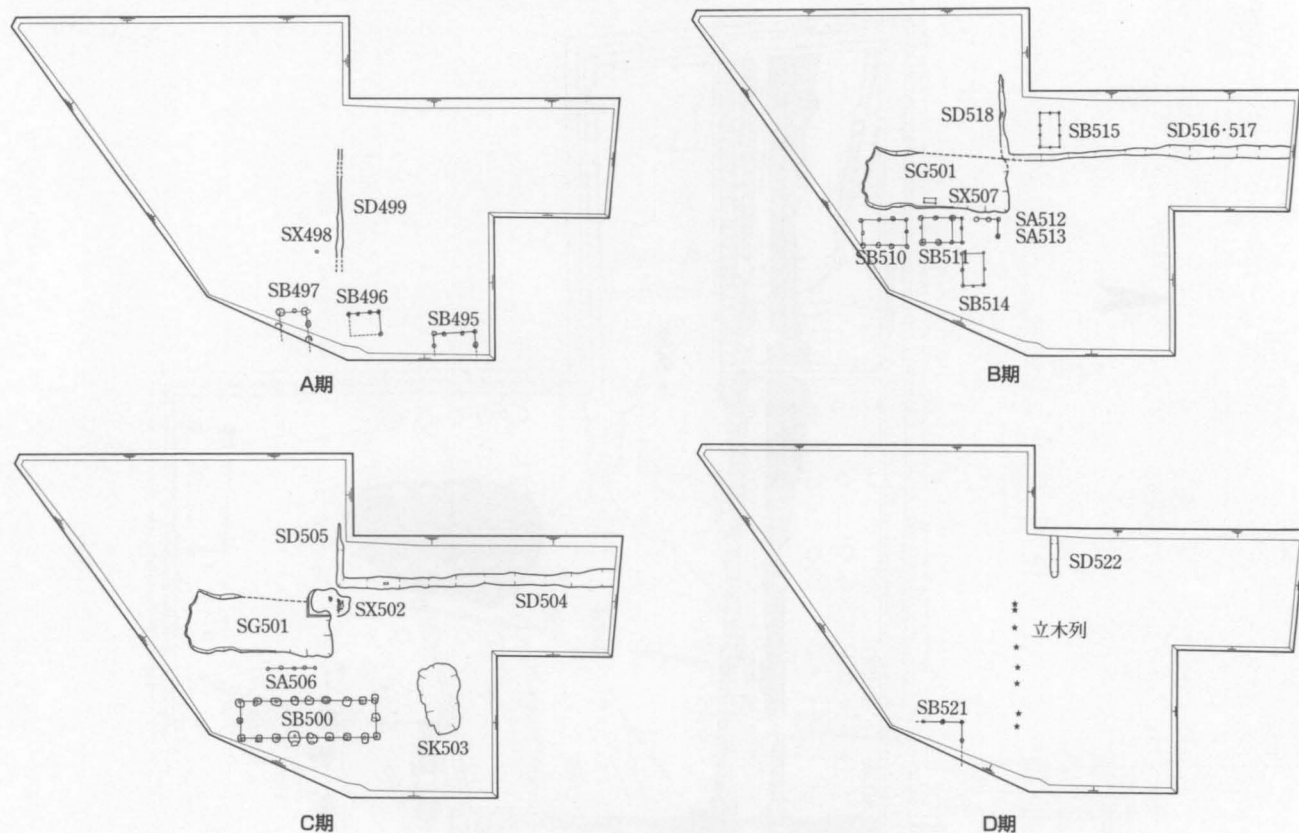 SD499
SX498
SB497
SB496
SB495
A期
SD518
SB515
SD516·517
SG501
SX507
SA512
SA513
SB510
SB511
SB514
B期
SD505
SX502
SD504
SG501
SA506
SB500
SK503
C期
SD522
立木列
SB521
D期